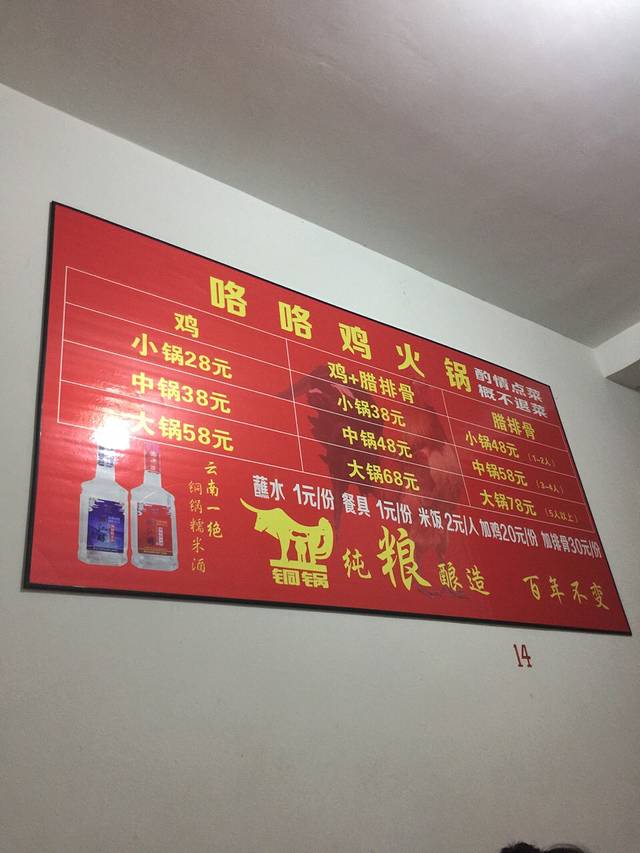 咯咯鸡火锅
酌情点菜
概不退菜
鸡
小锅28元
中锅38元
大锅58元
鸡+腊排骨
小锅38元
中锅48元
大锅68元
腊排骨
小锅48元(1-2人)
中锅58元(3-4人)
大锅78元(5人以上)
蘸水 1元/份 餐具 1元/份 米饭 2元/人 加鸡20元/份 加排骨30元/份
云南一绝
铜锅糯米酒
铜锅
纯粮酿造 百年不变
14